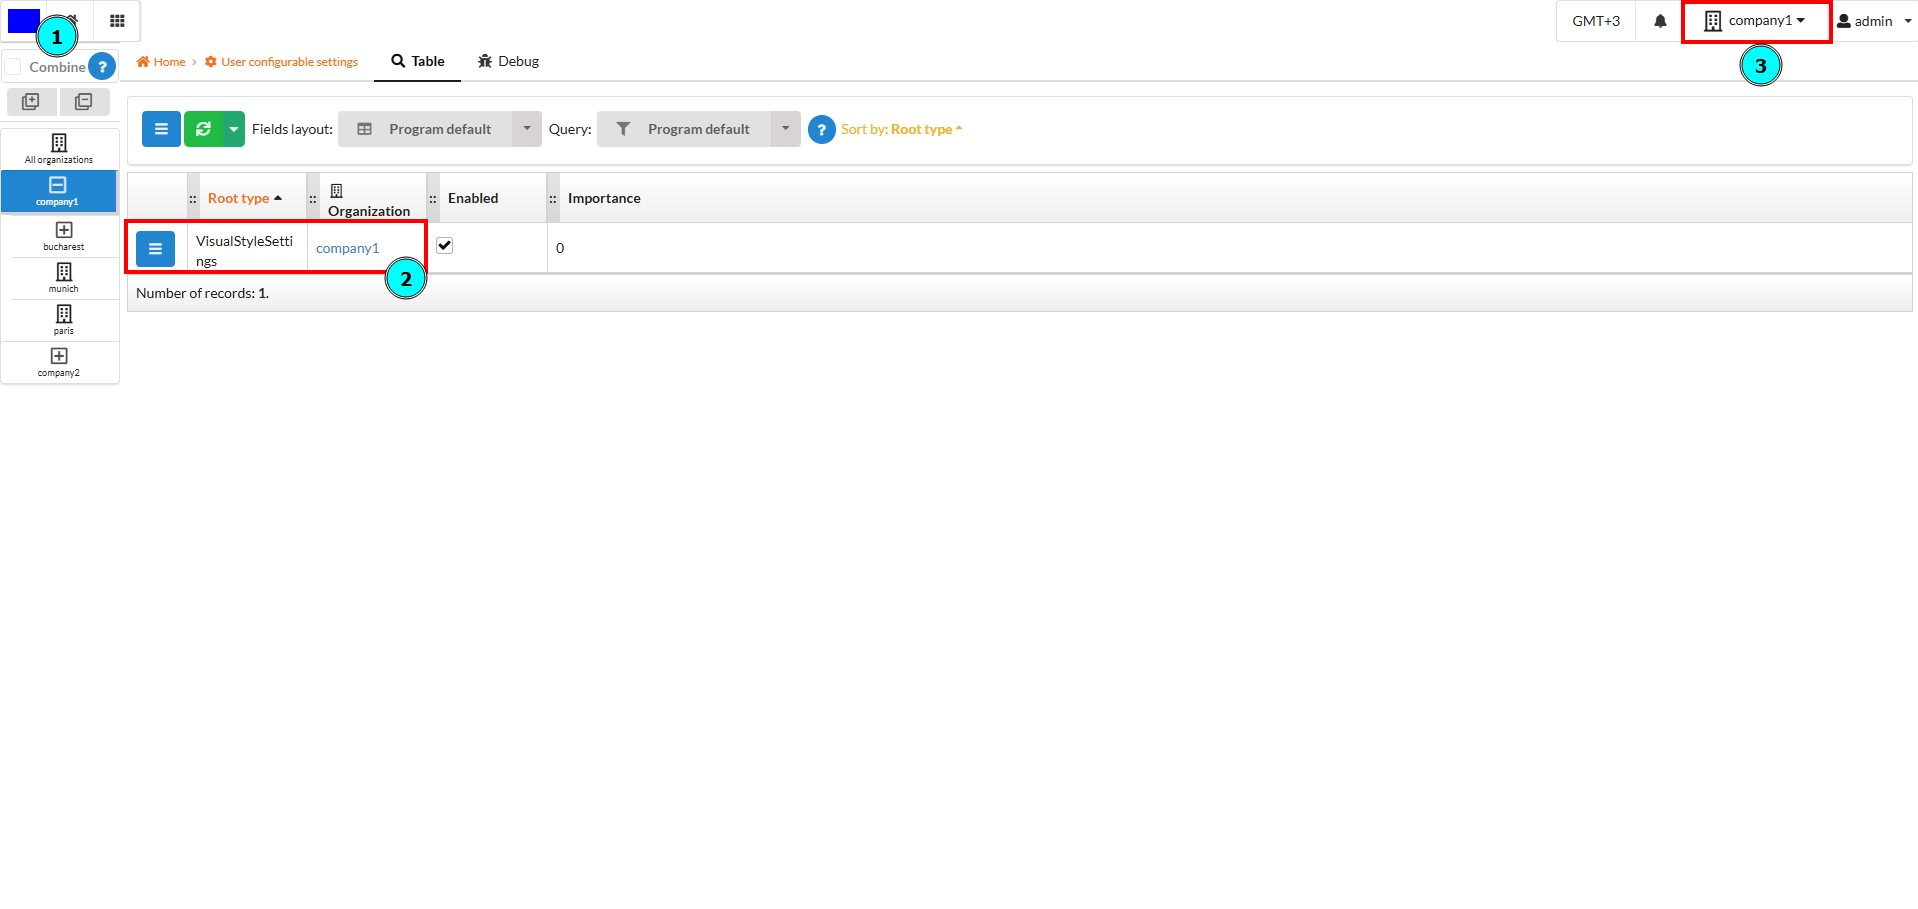 1
GMT+3
company1
admin
3
Combine
?
Home
User configurable settings
Table
Debug
Fields layout:
Program default
Query:
Program default
?
Sort by: Root type
All organizations
company1
bucharest
munich
paris
company2
:: Root type
:: Organization
:: Enabled
:: Importance
VisualStyleSetti
ngs
company1
0
2
Number of records: 1.